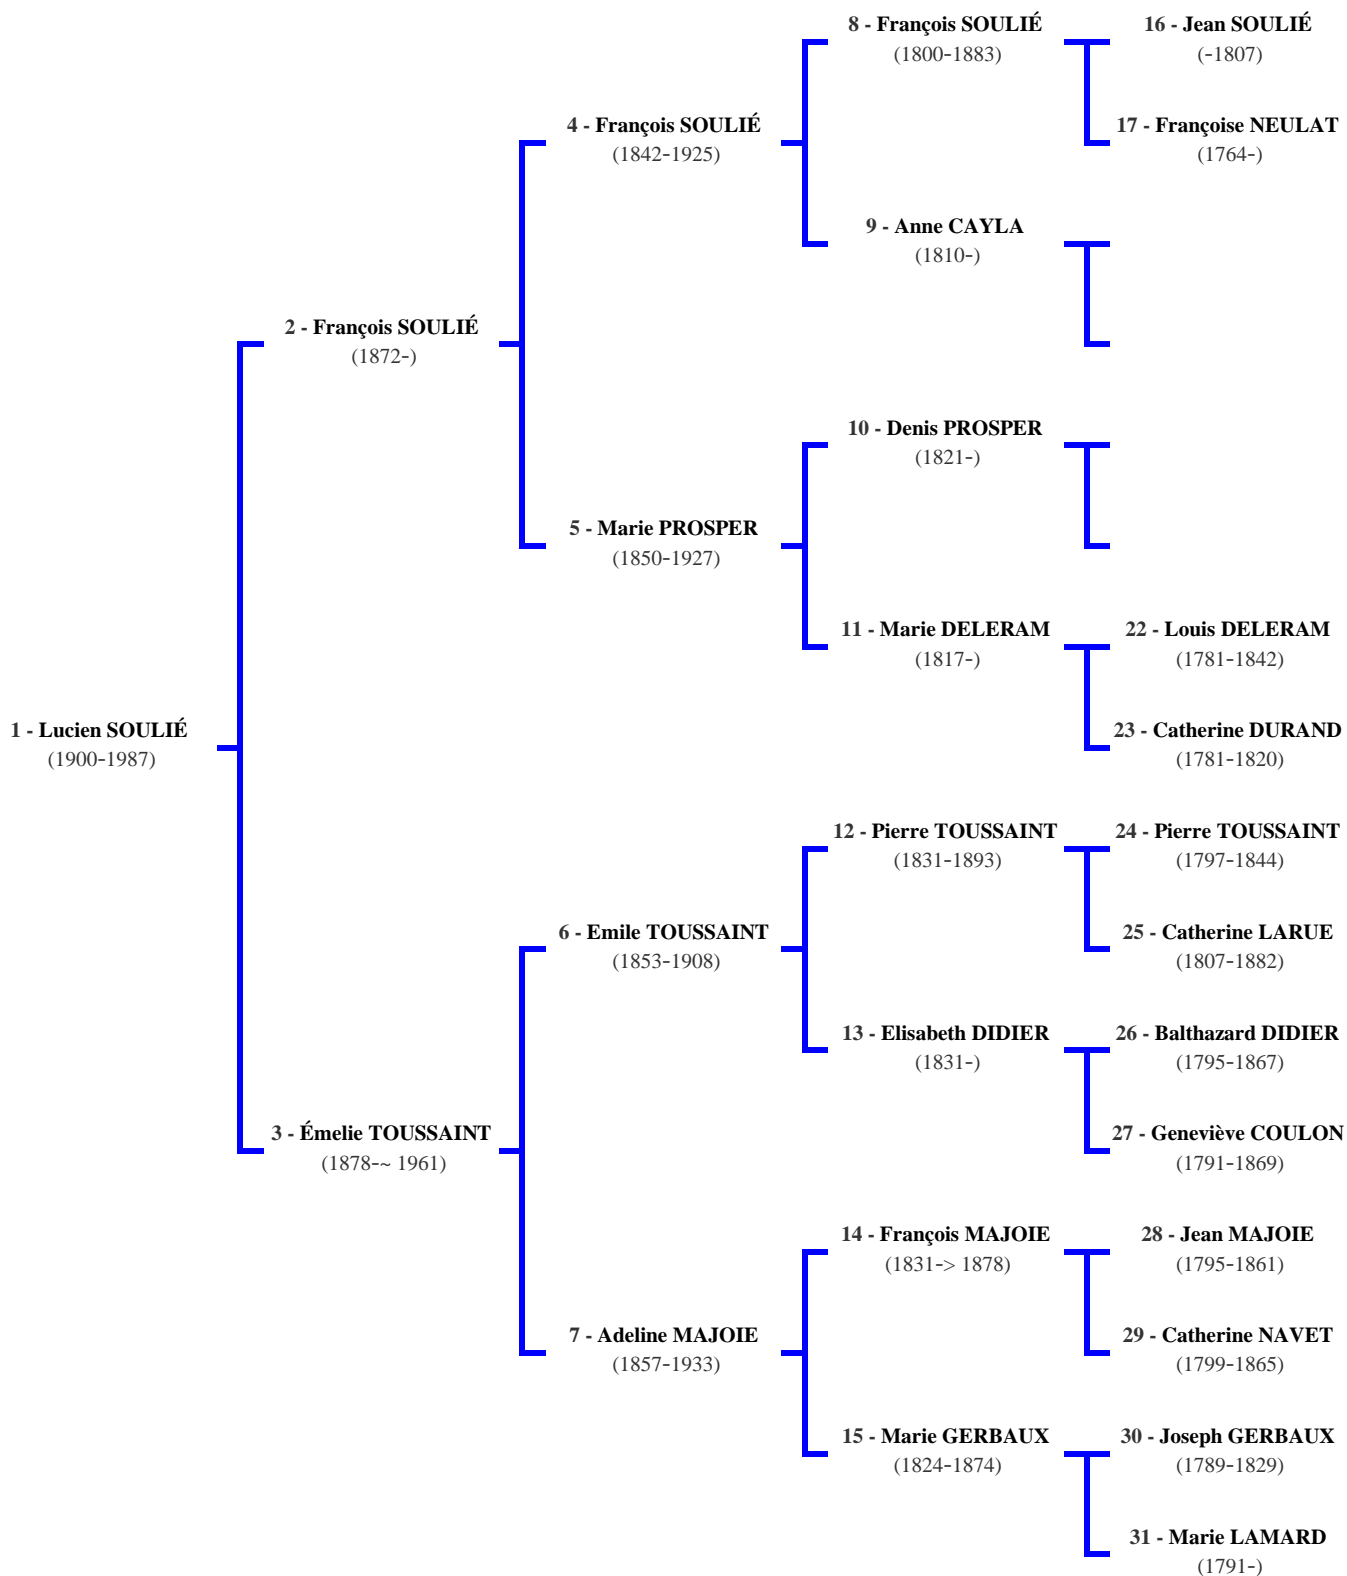 8 - François SOULIÉ
(1800-1883)
16 - Jean SOULIÉ
(-1807)
4 - François SOULIÉ
(1842-1925)
17 - Françoise NEULAT
(1764-)
9 - Anne CAYLA
(1810-)
2 - François SOULIÉ
(1872-)
10 - Denis PROSPER
(1821-)
5 - Marie PROSPER
(1850-1927)
11 - Marie DELERAM
(1817-)
22 - Louis DELERAM
(1781-1842)
1 - Lucien SOULIÉ
(1900-1987)
23 - Catherine DURAND
(1781-1820)
12 - Pierre TOUSSAINT
(1831-1893)
24 - Pierre TOUSSAINT
(1797-1844)
6 - Emile TOUSSAINT
(1853-1908)
25 - Catherine LARUE
(1807-1882)
13 - Elisabeth DIDIER
(1831-)
26 - Balthazard DIDIER
(1795-1867)
3 - Émelie TOUSSAINT
(1878-~ 1961)
27 - Geneviève COULON
(1791-1869)
14 - François MAJOIE
(1831-> 1878)
28 - Jean MAJOIE
(1795-1861)
7 - Adeline MAJOIE
(1857-1933)
29 - Catherine NAVET
(1799-1865)
15 - Marie GERBAUX
(1824-1874)
30 - Joseph GERBAUX
(1789-1829)
31 - Marie LAMARD
(1791-)